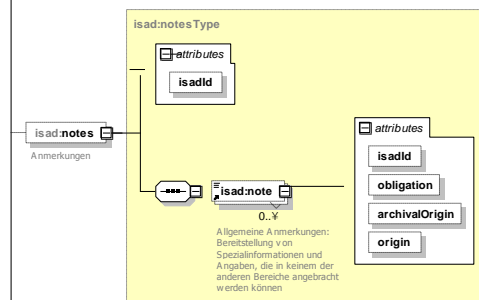 isad:notesType
attributes
isadId
isad:notes
Anmerkungen
attributes
isadId
obligation
archivalOrigin
origin
isad:note
0..¥
Allgemeine Anmerkungen:
Bereitstellung von
Spezialinformationen und
Angaben, die in keinem der
anderen Bereiche angebracht
werden können